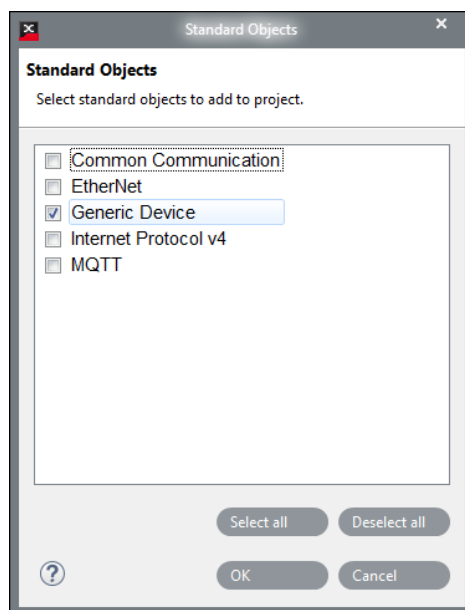 Standard Objects
Standard Objects
Select standard objects to add to project.
Common Communication
EtherNet
Generic Device
Internet Protocol v4
MQTT
Select all Deselect all
? OK Cancel